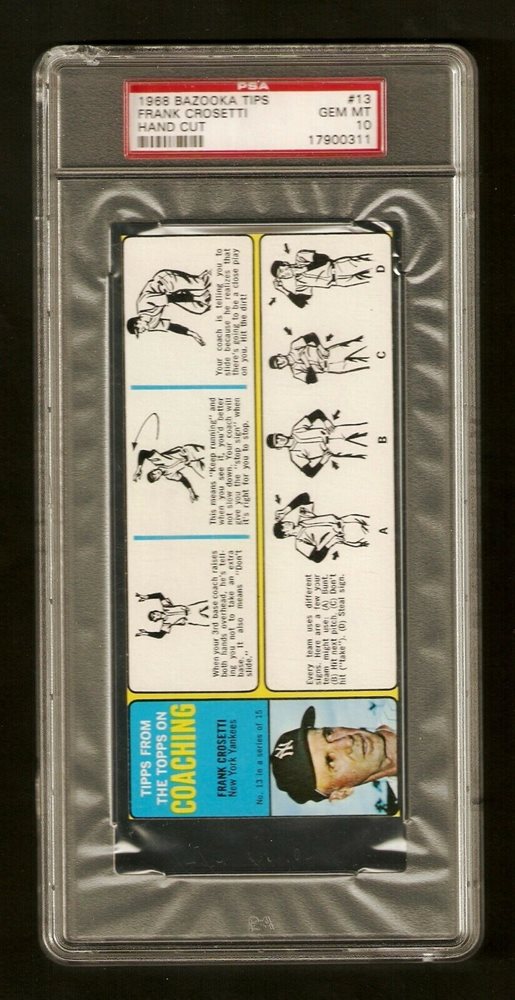 PSA
1968 BAZOOKA TIPS #13
FRANK CROSETTI GEM MT
HAND CUT 10
17900311
TIPPS FROM
THE TOPPS ON
COACHING
FRANK CROSETTI
New York Yankees
No. 13 in a series of 15
NY
When your 3rd base coach raises
both hands overhead, he's tell-
ing you not to take an extra
base. It also means "Don't
slide."
This means "Keep running" and
when you see it, you'd better
not slow down. Your coach will
give you the "stop sign" when
it's right for you to stop.
Your coach is telling you to
slide because he realizes that
there's going to be a close play
on you. Hit the dirt!
Every team uses different
signs. Here are a few your
team might use: (A) Bunt.
(B) Hit next pitch. (C) Don't
hit ("take"). (D) Steal sign.
A
B
C
D